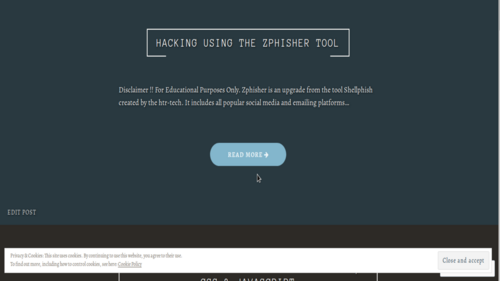 HACKING USING THE ZPHISHER TOOL
Disclaimer !! For Educational Purposes Only. Zphisher is an upgrade from the tool Shellphish
created by the htr-tech. It includes all popular social media and emailing platforms...
READ MORE →
EDIT POST
Privacy & Cookies: This site uses cookies. By continuing to use this website, you agree to their use.
To find out more, including how to control cookies, see here: Cookie Policy
Close and accept
CSS & JAVASCRIPT